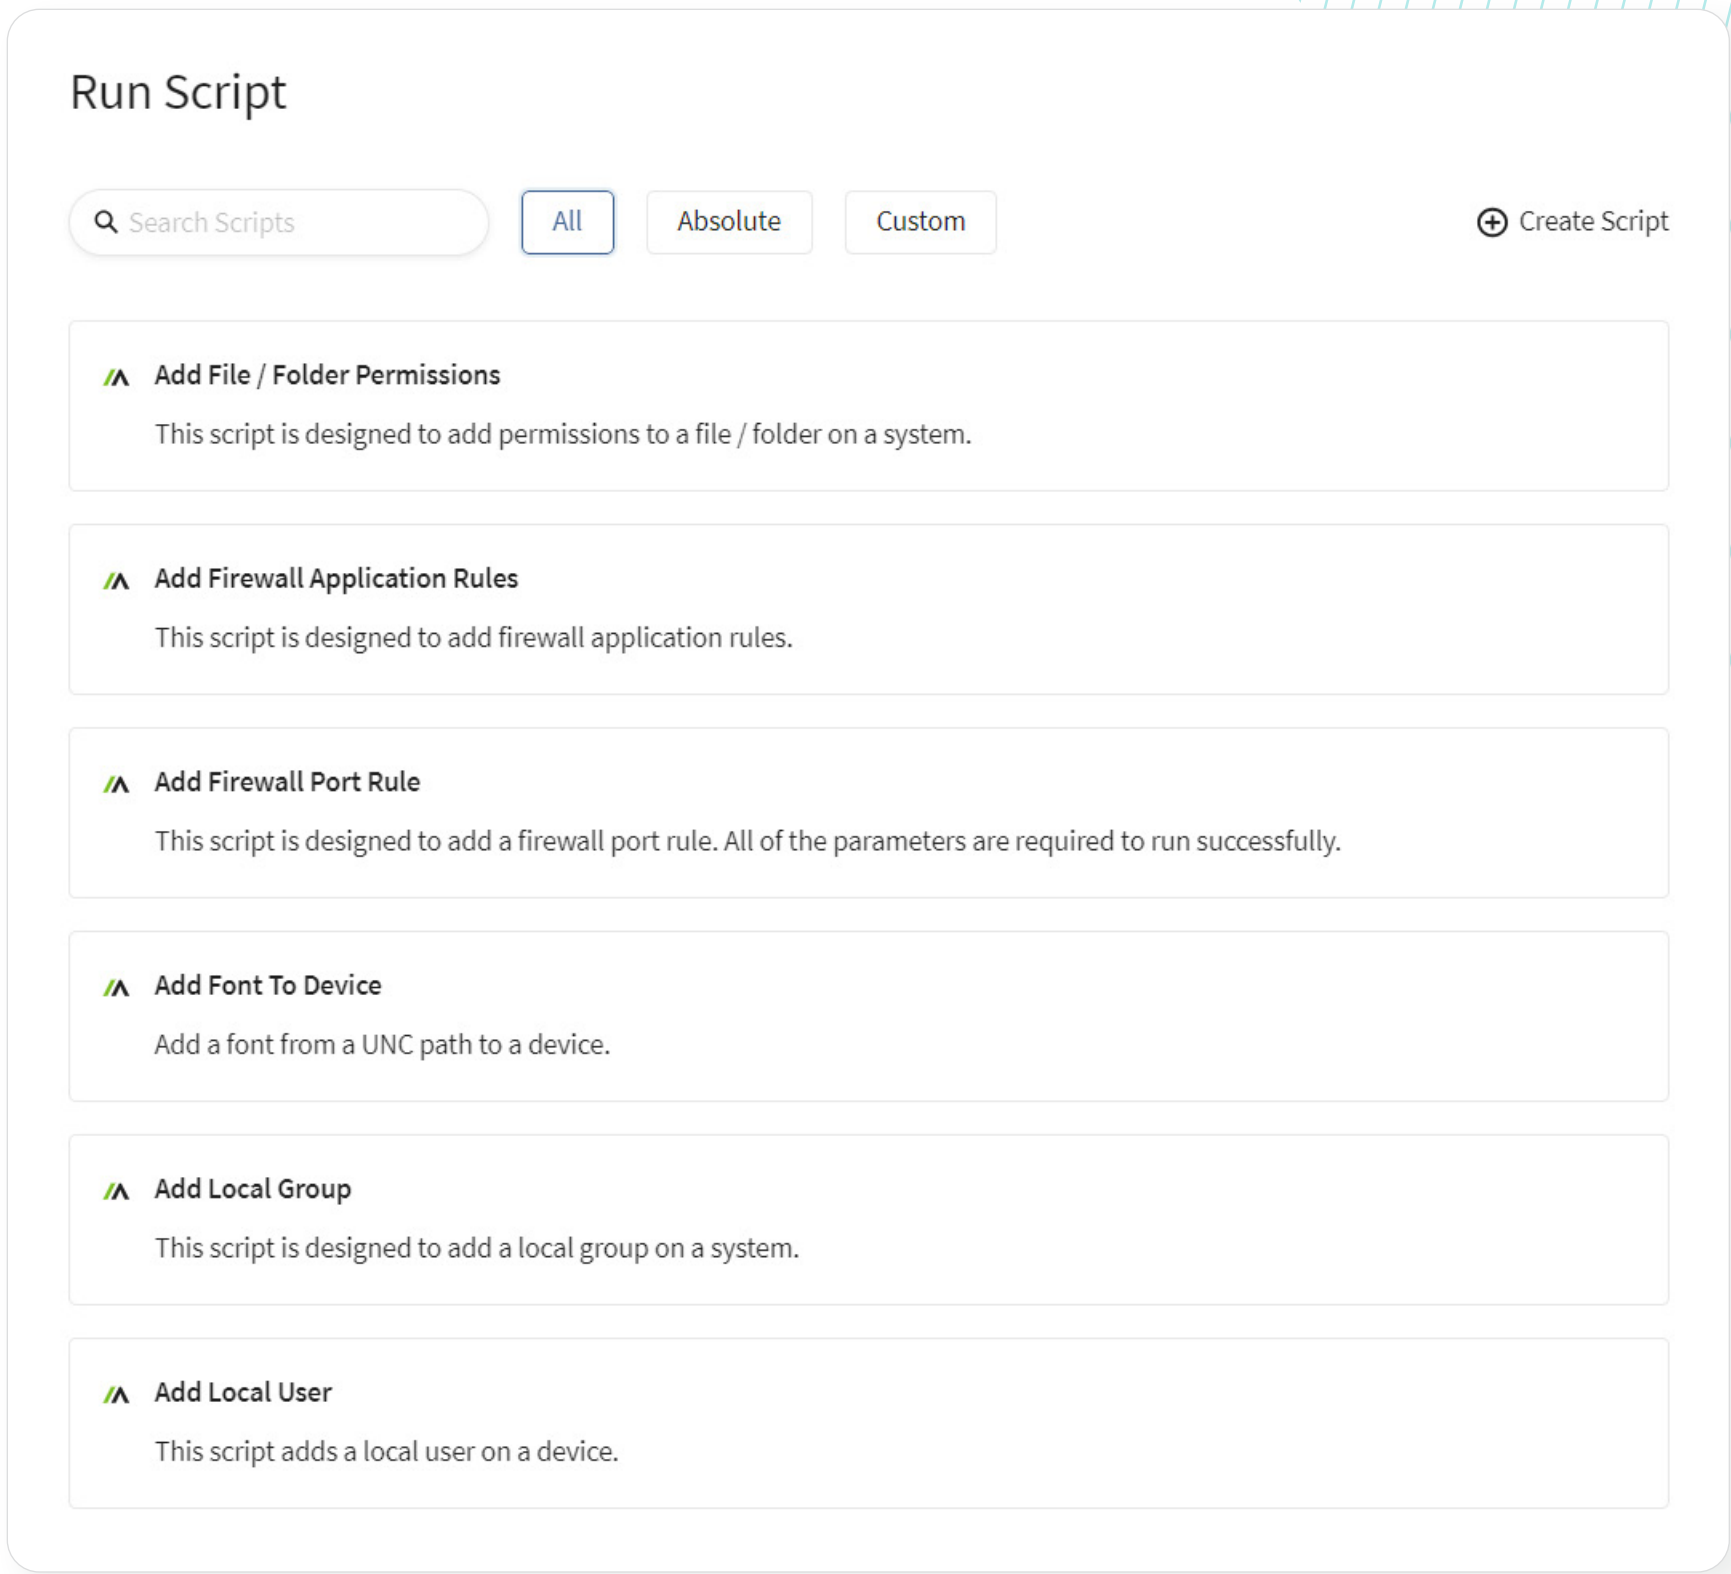 Run Script
Search Scripts
All
Absolute
Custom
Create Script
Add File / Folder Permissions
This script is designed to add permissions to a file / folder on a system.
Add Firewall Application Rules
This script is designed to add firewall application rules.
Add Firewall Port Rule
This script is designed to add a firewall port rule. All of the parameters are required to run successfully.
Add Font To Device
Add a font from a UNC path to a device.
Add Local Group
This script is designed to add a local group on a system.
Add Local User
This script adds a local user on a device.